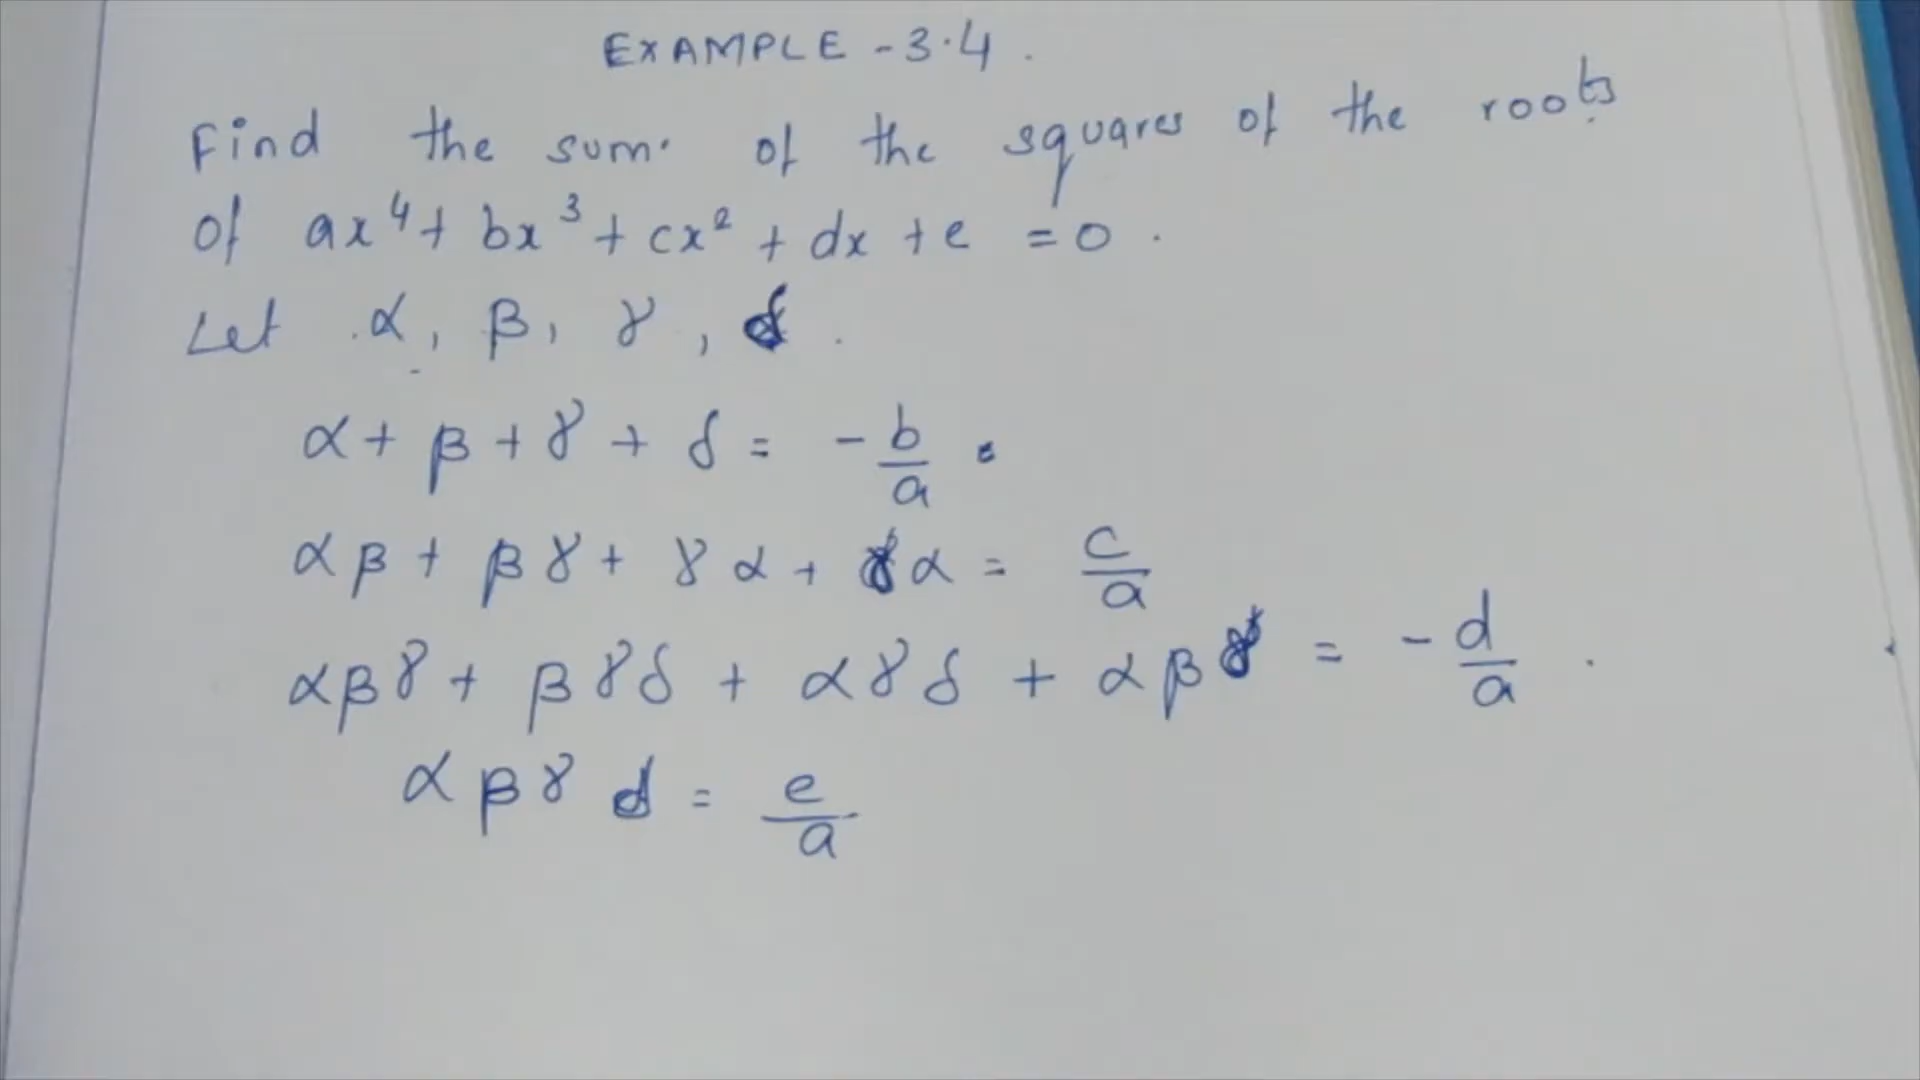 EXAMPLE - 3.4.
Find the sum of the squares of the roots
of ax⁴ + bx³ + cx² + dx + e = 0.
Let α, β, γ, δ.
α + β + γ + δ = - b/a
αβ + βγ + γα + δα = c/a
αβγ + βγδ + αγδ + αβδ = - d/a.
αβγδ = e/a